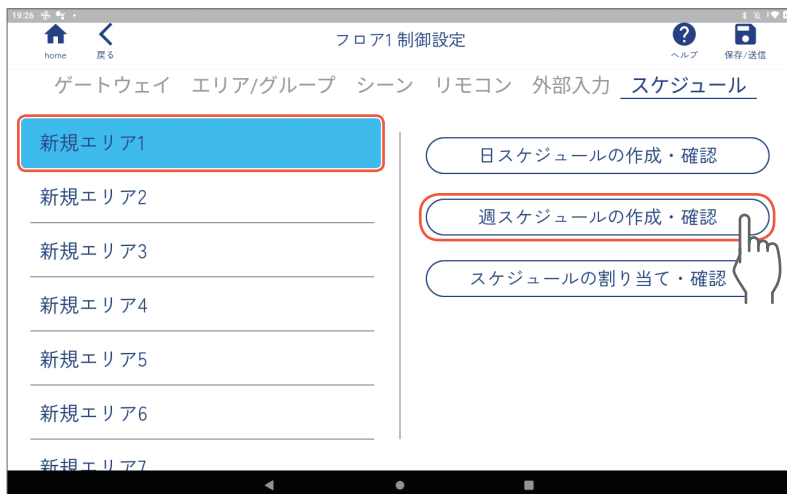 19:26
フロア1 制御設定
home 戻る ヘルプ 保存/送信
ゲートウェイ エリア/グループ シーン リモコン 外部入力 スケジュール
新規エリア1
新規エリア2
新規エリア3
新規エリア4
新規エリア5
新規エリア6
新規エリア7
日スケジュールの作成・確認
週スケジュールの作成・確認
スケジュールの割り当て・確認